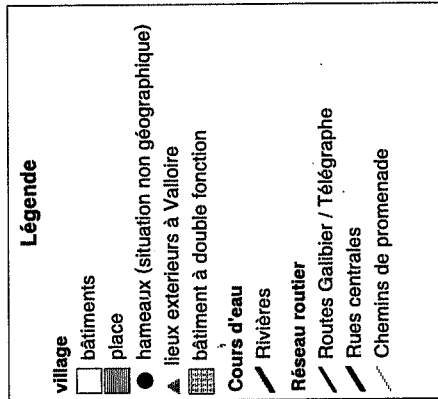 Légende
village
bâtiments
place
hameaux (situation non géographique)
lieux exterieurs à Valloire
bâtiment à double fonction
Cours d'eau
Rivières
Réseau routier
Routes Galibier / Télégraphe
Rues centrales
Chemins de promenade